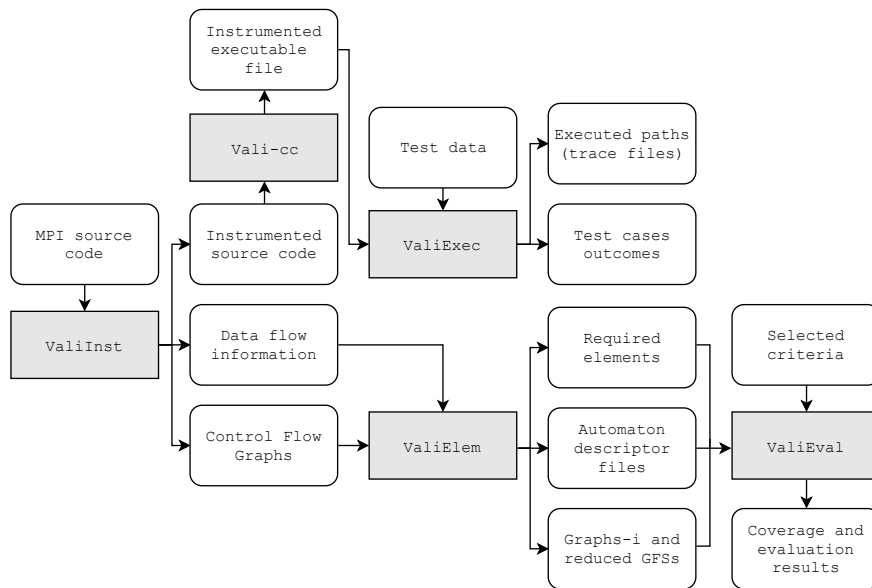 Instrumented
executable
file
Vali-cc
Test data
Executed paths
(trace files)
MPI source
code
Instrumented
source code
ValiExec
Test cases
outcomes
ValiInst
Data flow
information
Required
elements
Selected
criteria
Control Flow
Graphs
ValiElem
Automaton
descriptor
files
ValiEval
Graphs-i and
reduced GFSs
Coverage and
evaluation
results